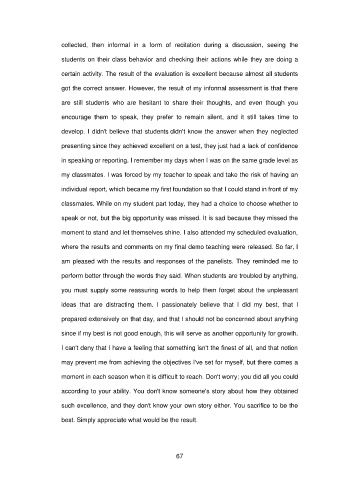 collected, then informal in a form of recitation during a discussion, seeing the
students on their class behavior and checking their actions while they are doing a
certain activity. The result of the evaluation is excellent because almost all students
got the correct answer. However, the result of my informal assessment is that there
are still students who are hesitant to share their thoughts, and even though you
encourage them to speak, they prefer to remain silent, and it still takes time to
develop. I didn't believe that students didn't know the answer when they neglected
presenting since they achieved excellent on a test, they just had a lack of confidence
in speaking or reporting. I remember my days when I was on the same grade level as
my classmates. I was forced by my teacher to speak and take the risk of having an
individual report, which became my first foundation so that I could stand in front of my
classmates. While on my student part today, they had a choice to choose whether to
speak or not, but the big opportunity was missed. It is sad because they missed the
moment to stand and let themselves shine. I also attended my scheduled evaluation,
where the results and comments on my final demo teaching were released. So far, I
am pleased with the results and responses of the panelists. They reminded me to
perform better through the words they said: When students are troubled by anything,
you must supply some reassuring words to help them forget about the unpleasant
ideas that are distracting them. I passionately believe that I did my best, that I
prepared extensively on that day, and that I should not be concerned about anything
since if my best is not good enough, this will serve as another opportunity for growth.
I can't deny that I have a feeling that something isn't the finest of all, and that notion
may prevent me from achieving the objectives I've set for myself, but there comes a
moment in each season when it is difficult to reach. Don't worry; you did all you could
according to your ability. You don't know someone's story about how they obtained
such excellence, and they don't know your own story either. You sacrifice to be the
best. Simply appreciate what would be the result.
67